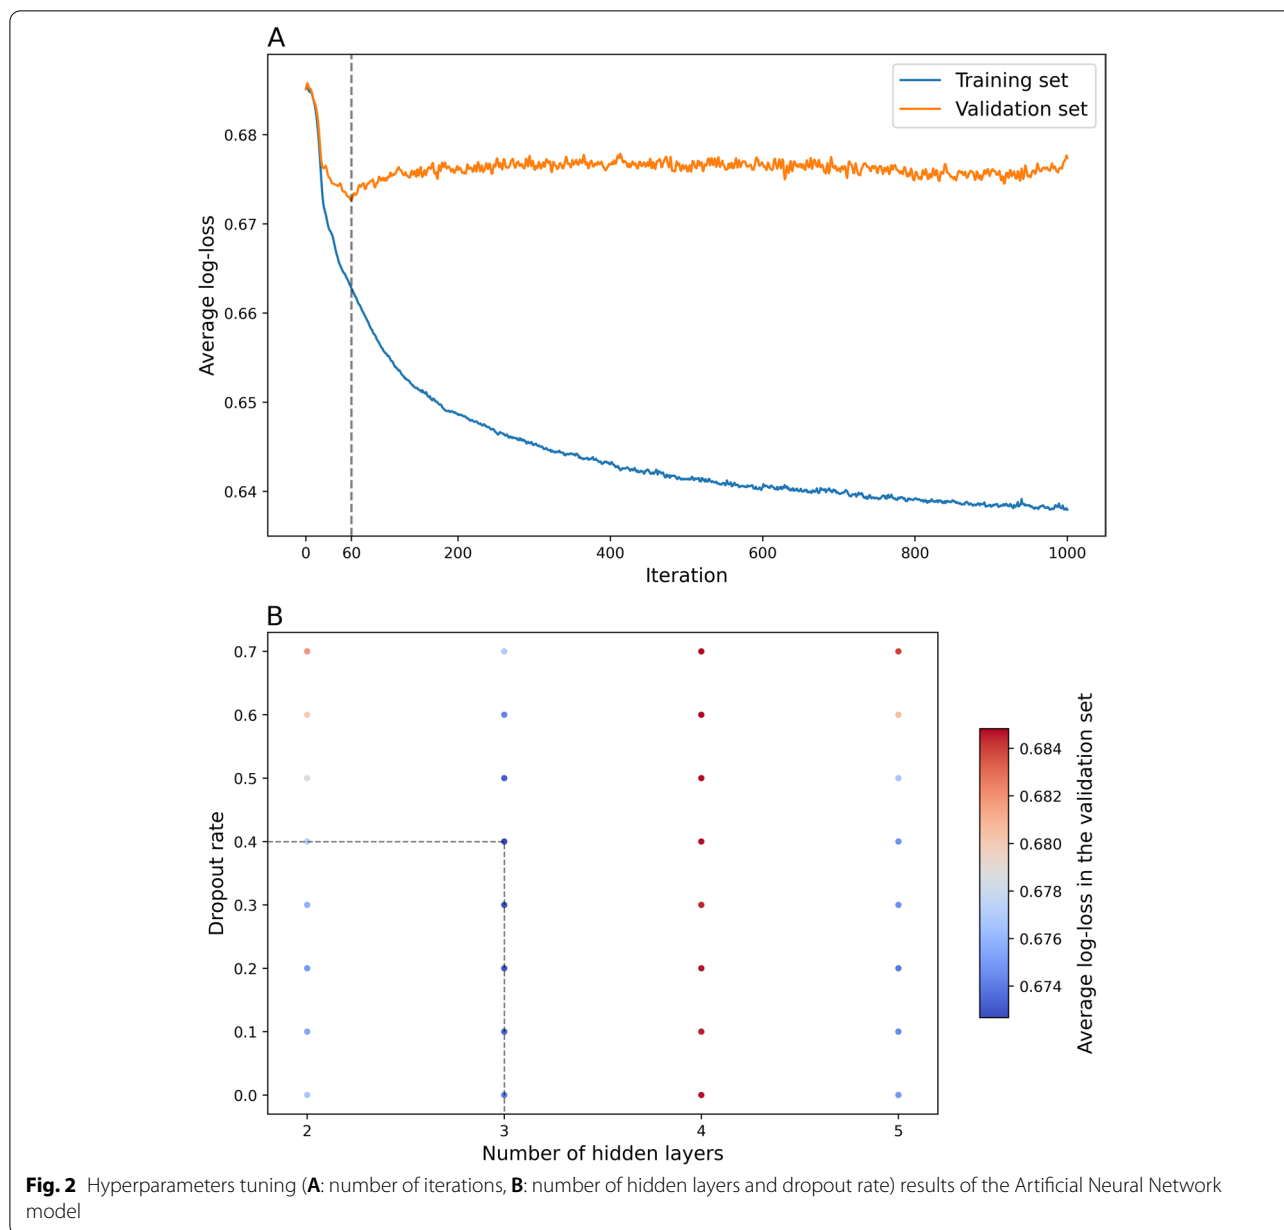 A
Training set
Validation set
0.68
0.67
0.66
0.65
0.64
Average log-loss
0 60 200 400 600 800 1000
Iteration
B
0.7
0.6
0.5
0.4
0.3
0.2
0.1
0.0
Dropout rate
2 3 4 5
Number of hidden layers
0.684
0.682
0.680
0.678
0.676
0.674
Average log-loss in the validation set
Fig. 2 Hyperparameters tuning (A: number of iterations, B: number of hidden layers and dropout rate) results of the Artificial Neural Network
model